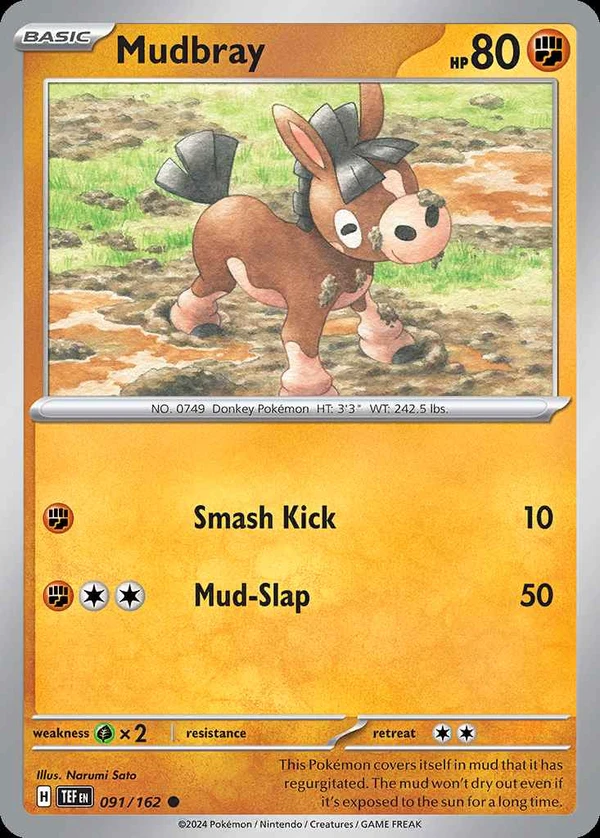 BASIC Mudbray HP 80
NO. 0749 Donkey Pokémon HT: 3'3" WT: 242.5 lbs.
Smash Kick 10
Mud-Slap 50
weakness ×2 resistance retreat
Illus. Narumi Sato
This Pokémon covers itself in mud that it has
regurgitated. The mud won't dry out even if
it's exposed to the sun for a long time.
H TEF EN 091/162
©2024 Pokémon / Nintendo / Creatures / GAME FREAK